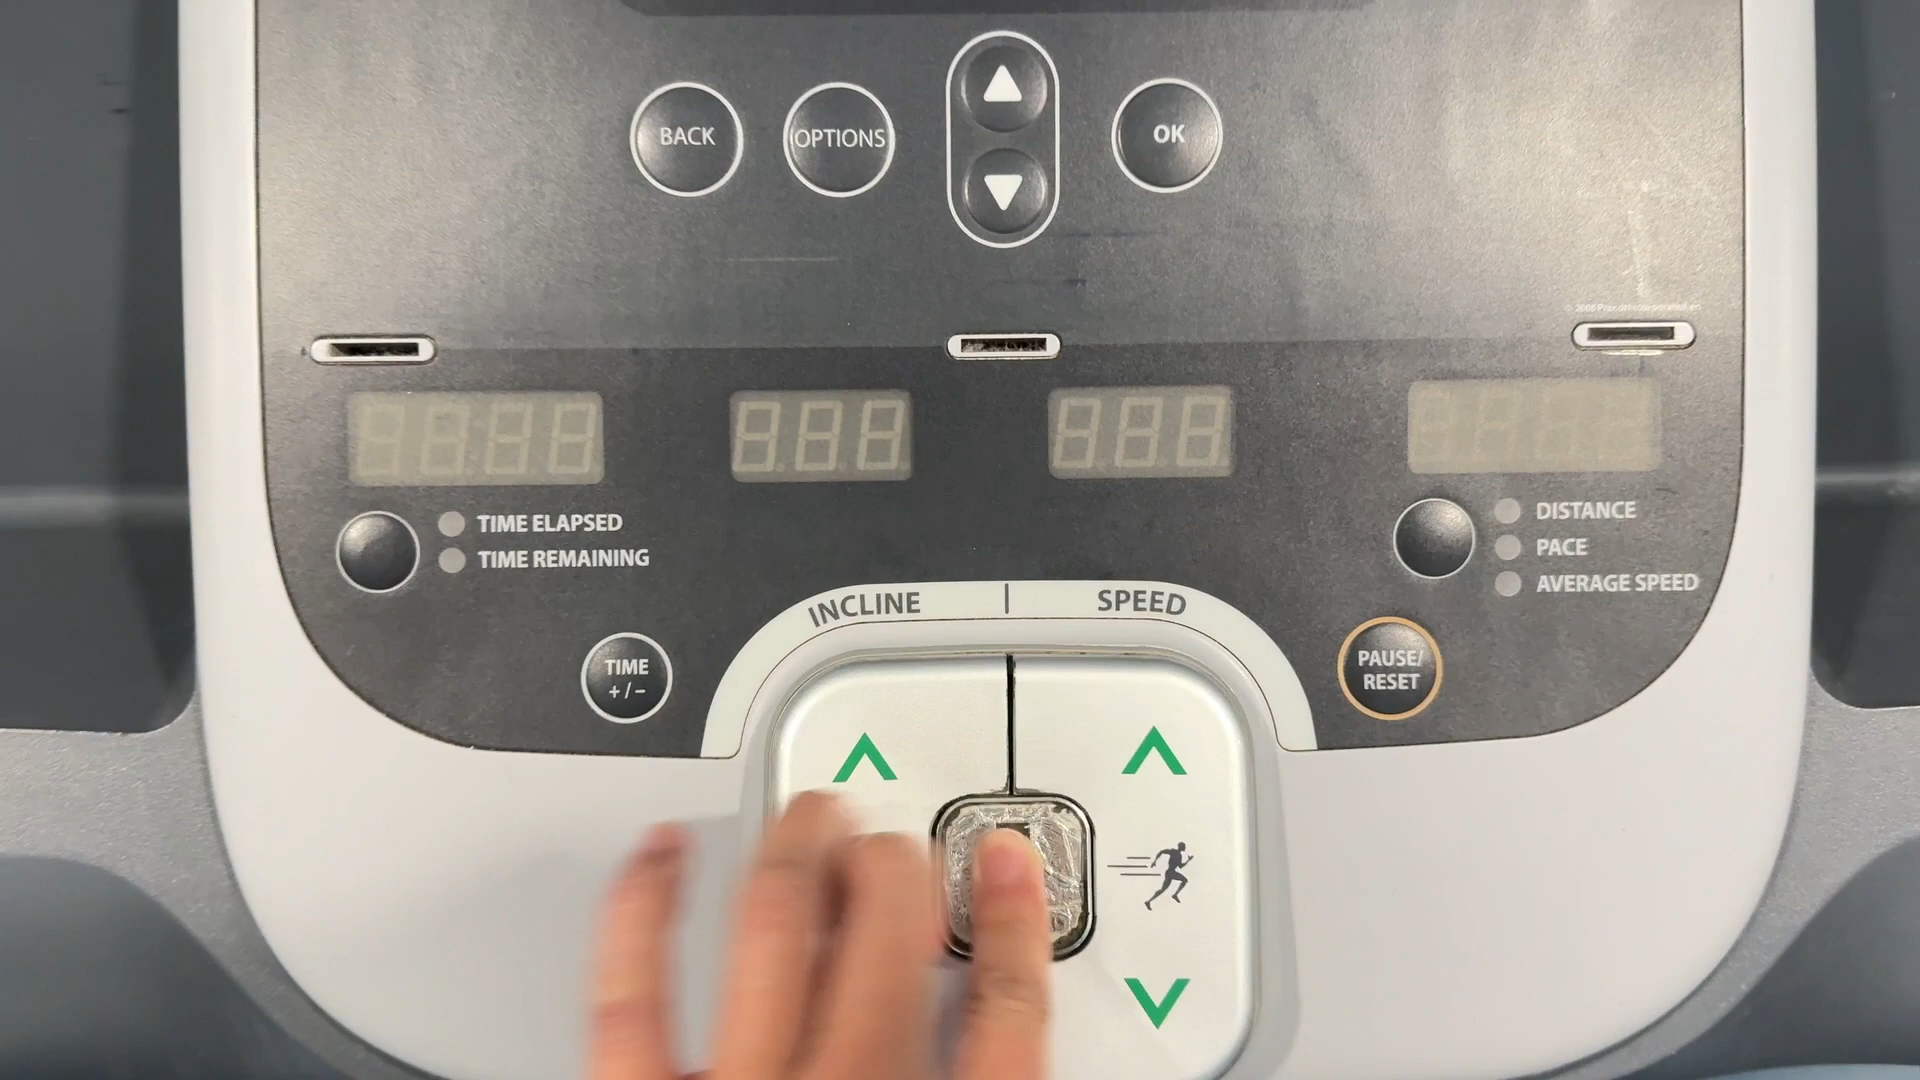 BACK
OPTIONS
OK
TIME ELAPSED
TIME REMAINING
DISTANCE
PACE
AVERAGE SPEED
INCLINE | SPEED
TIME
+ / −
PAUSE/
RESET